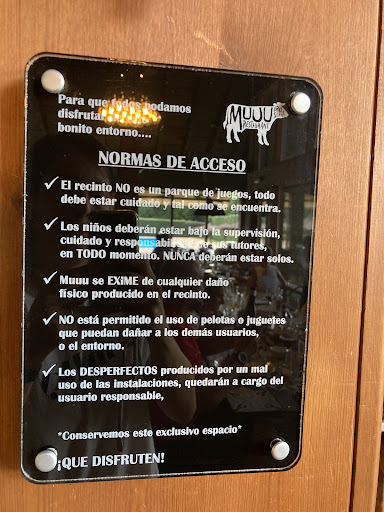 Para que todos podamos
disfrutar
bonito entorno....
MUUU
RESTAURANT
NORMAS DE ACCESO
✓ El recinto NO es un parque de juegos, todo
debe estar cuidado y tal como se encuentra.
✓ Los niños deberán estar bajo la supervisión,
cuidado y responsabilidad de sus tutores,
en TODO momento. NUNCA deberán estar solos.
✓ Muuu se EXiME de cualquier daño
físico producido en el recinto.
✓ NO está permitido el uso de pelotas o juguetes
que puedan dañar a los demás usuarios,
o el entorno.
✓ Los DESPERFECTOS producidos por un mal
uso de las instalaciones, quedarán a cargo del
usuario responsable,
*Conservemos este exclusivo espacio*
¡QUE DISFRUTEN!